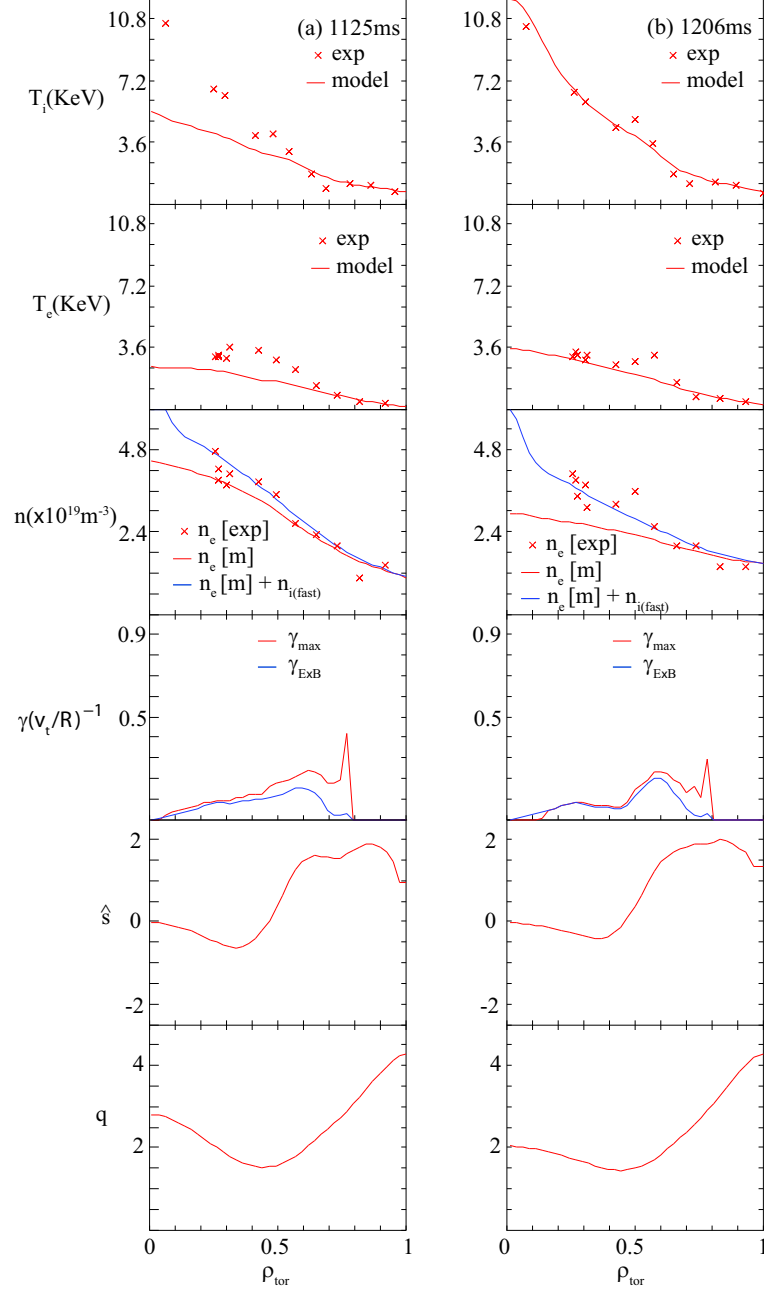 (a) 1125ms
10.8
7.2
3.6
T_i(KeV)
× exp
model
(b) 1206ms
10.8
7.2
3.6
× exp
model
10.8
7.2
3.6
T_e(KeV)
× exp
model
10.8
7.2
3.6
× exp
model
4.8
2.4
n(x10^19m^-3)
× n_e [exp]
n_e [m]
n_e [m] + n_i(fast)
4.8
2.4
× n_e [exp]
n_e [m]
n_e [m] + n_i(fast)
0.9
0.5
γ(v_t/R)^−1
γ_max
γ_ExB
0.9
0.5
γ_max
γ_ExB
2
0
-2
ŝ
2
0
-2
4
2
q
0 0.5 1
ρ_tor
4
2
0 0.5 1
ρ_tor